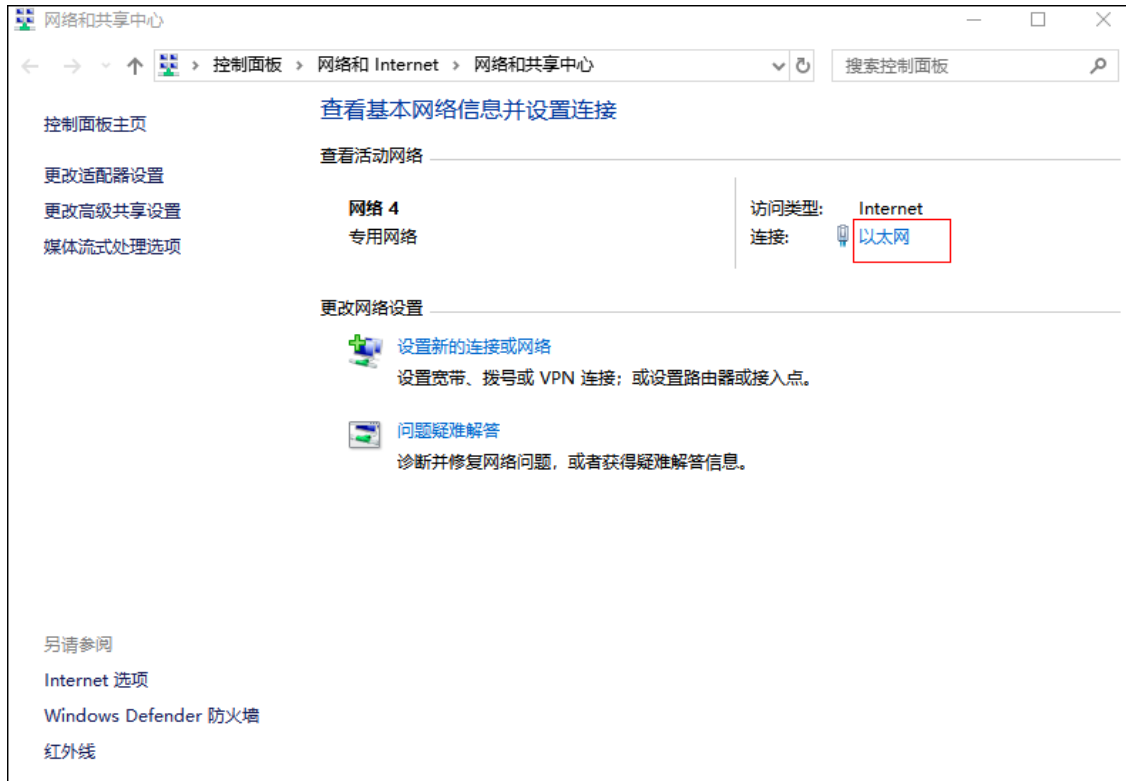 网络和共享中心
控制面板 › 网络和 Internet › 网络和共享中心
搜索控制面板
控制面板主页
更改适配器设置
更改高级共享设置
媒体流式处理选项
查看基本网络信息并设置连接
查看活动网络
网络 4
专用网络
访问类型: Internet
连接: 以太网
更改网络设置
设置新的连接或网络
设置宽带、拨号或 VPN 连接；或设置路由器或接入点。
问题疑难解答
诊断并修复网络问题，或者获得疑难解答信息。
另请参阅
Internet 选项
Windows Defender 防火墙
红外线